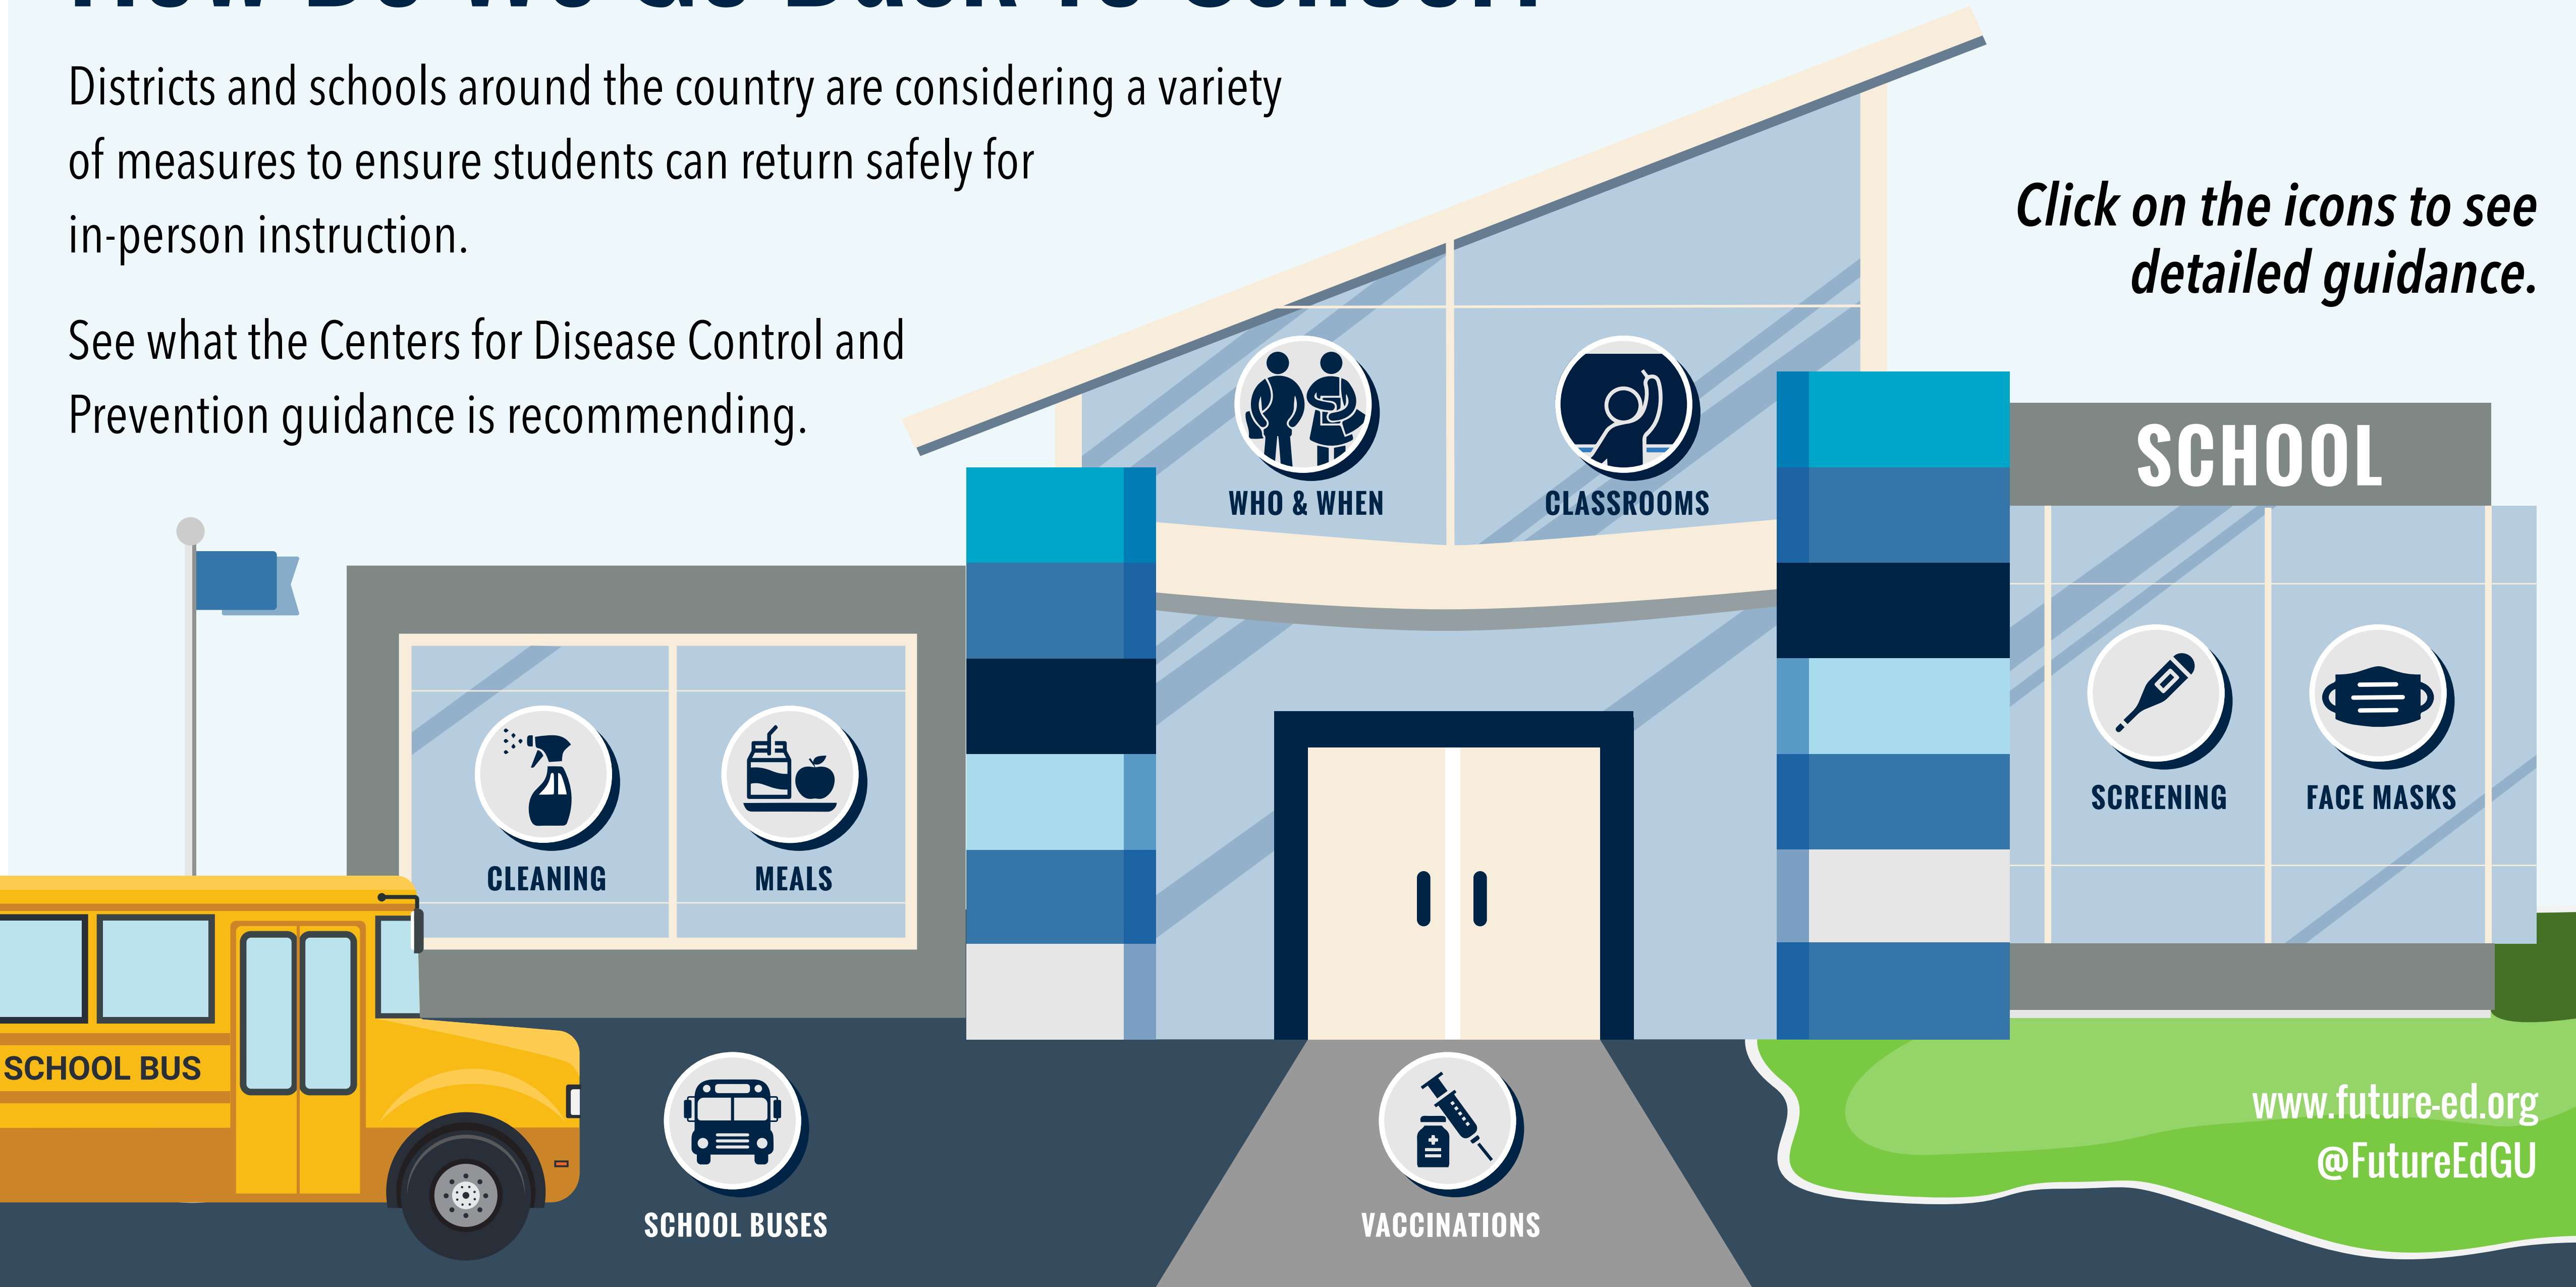 Districts and schools around the country are considering a variety
of measures to ensure students can return safely for
in-person instruction.
See what the Centers for Disease Control and
Prevention guidance is recommending.
Click on the icons to see
detailed guidance.
WHO & WHEN
CLASSROOMS
SCHOOL
SCREENING
FACE MASKS
CLEANING
MEALS
SCHOOL BUS
SCHOOL BUSES
VACCINATIONS
www.future-ed.org
@FutureEdGU